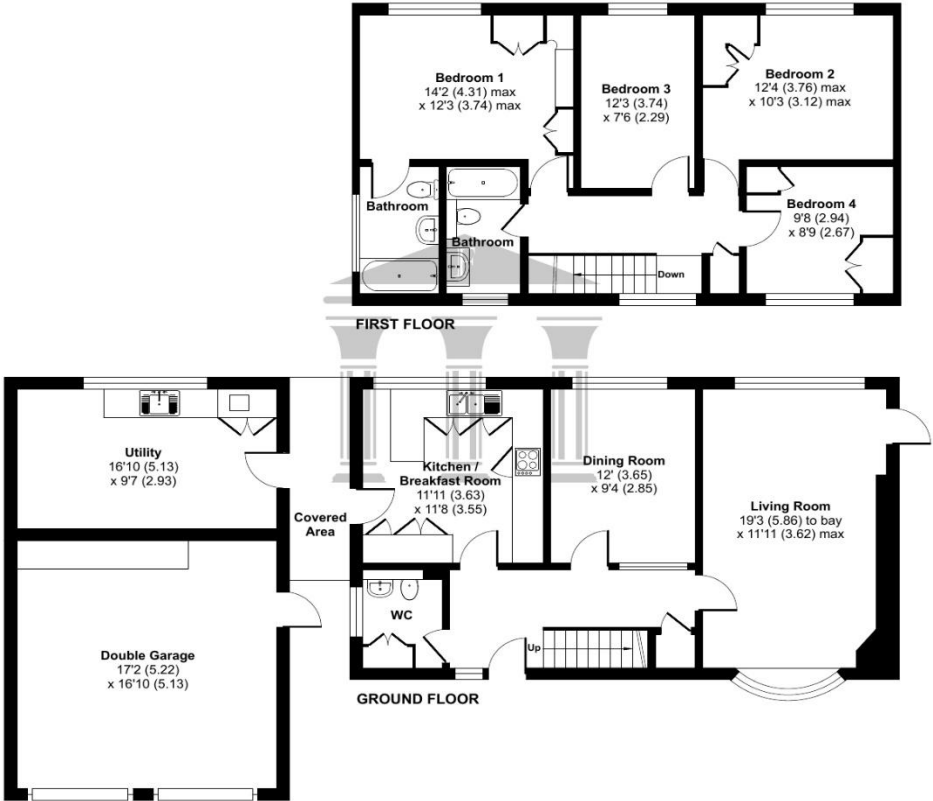 Bedroom 1
14'2 (4.31) max
x 12'3 (3.74) max
Bedroom 3
12'3 (3.74)
x 7'6 (2.29)
Bedroom 2
12'4 (3.76) max
x 10'3 (3.12) max
Bathroom
Bathroom
Bedroom 4
9'8 (2.94)
x 8'9 (2.67)
Down
FIRST FLOOR
Utility
16'10 (5.13)
x 9'7 (2.93)
Covered
Area
Kitchen /
Breakfast Room
11'11 (3.63)
x 11'8 (3.55)
Dining Room
12' (3.65)
x 9'4 (2.85)
Living Room
19'3 (5.86) to bay
x 11'11 (3.62) max
WC
Up
Double Garage
17'2 (5.22)
x 16'10 (5.13)
GROUND FLOOR